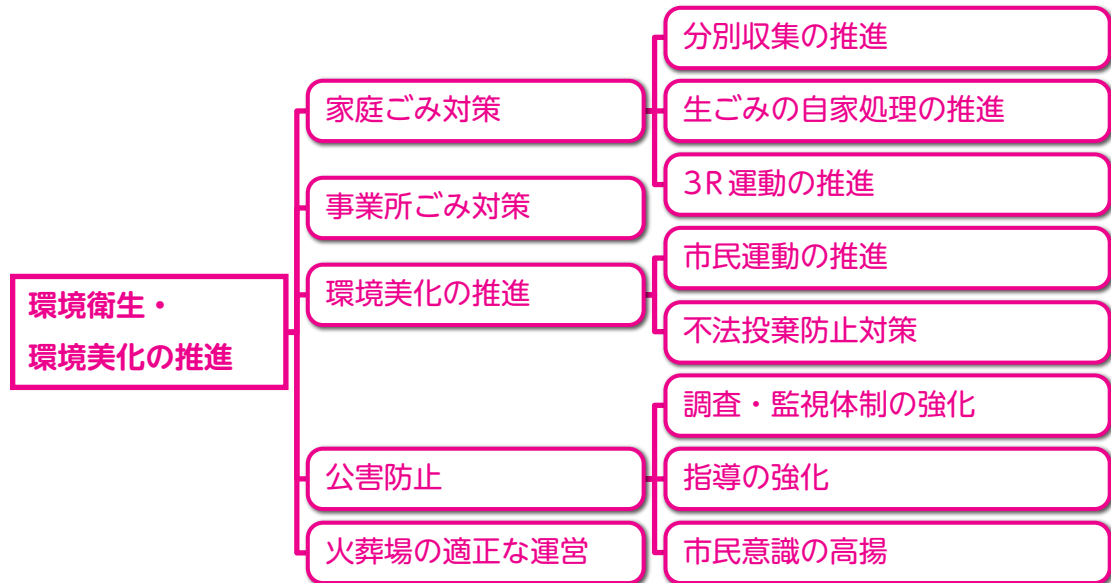 環境衛生・
環境美化の推進
家庭ごみ対策
分別収集の推進
生ごみの自家処理の推進
3R運動の推進
事業所ごみ対策
環境美化の推進
市民運動の推進
不法投棄防止対策
公害防止
調査・監視体制の強化
指導の強化
市民意識の高揚
火葬場の適正な運営